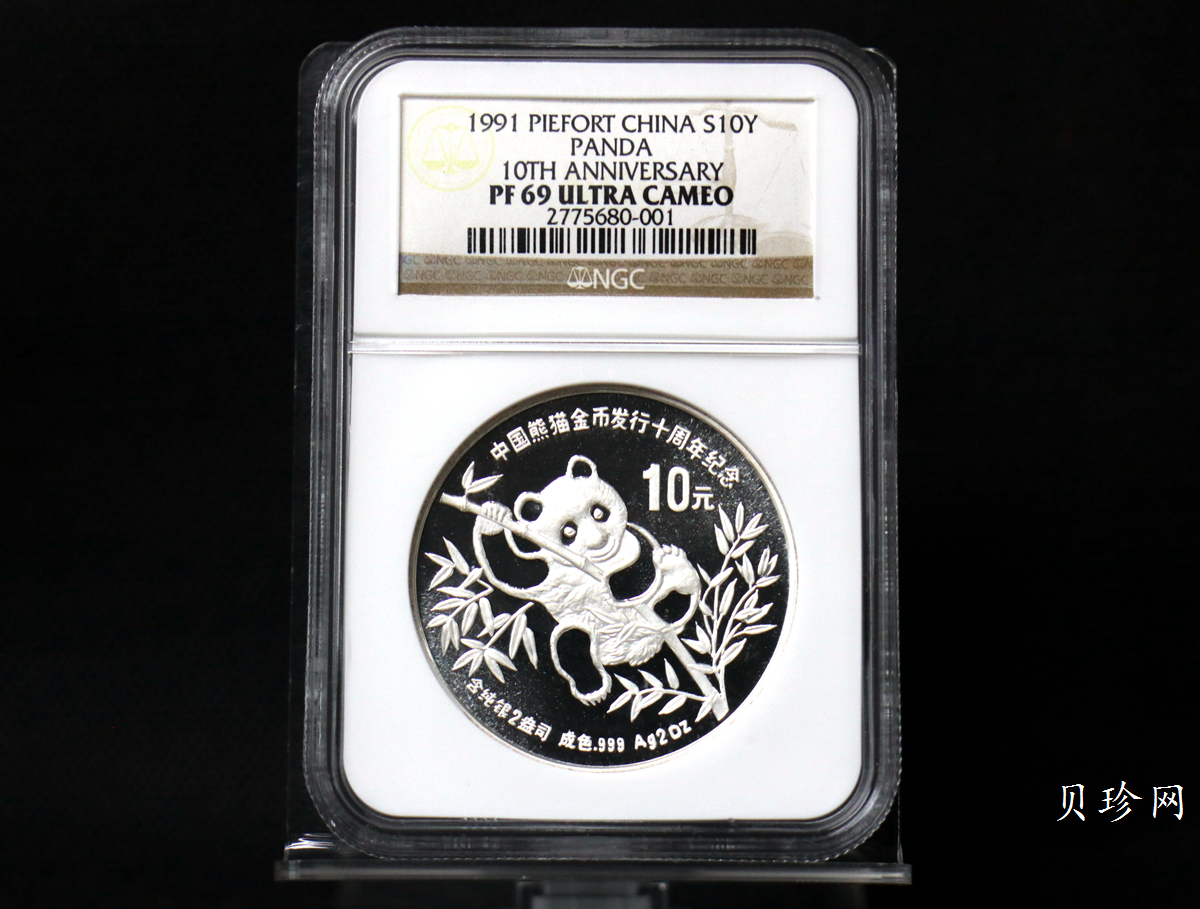 1991 PIEFORT CHINA S10Y
PANDA
10TH ANNIVERSARY
PF 69 ULTRA CAMEO
2775680-001
NGC
中国熊猫金币发行十周年纪念
10元
含纯银2盎司 成色.999 Ag2Oz
贝珍网